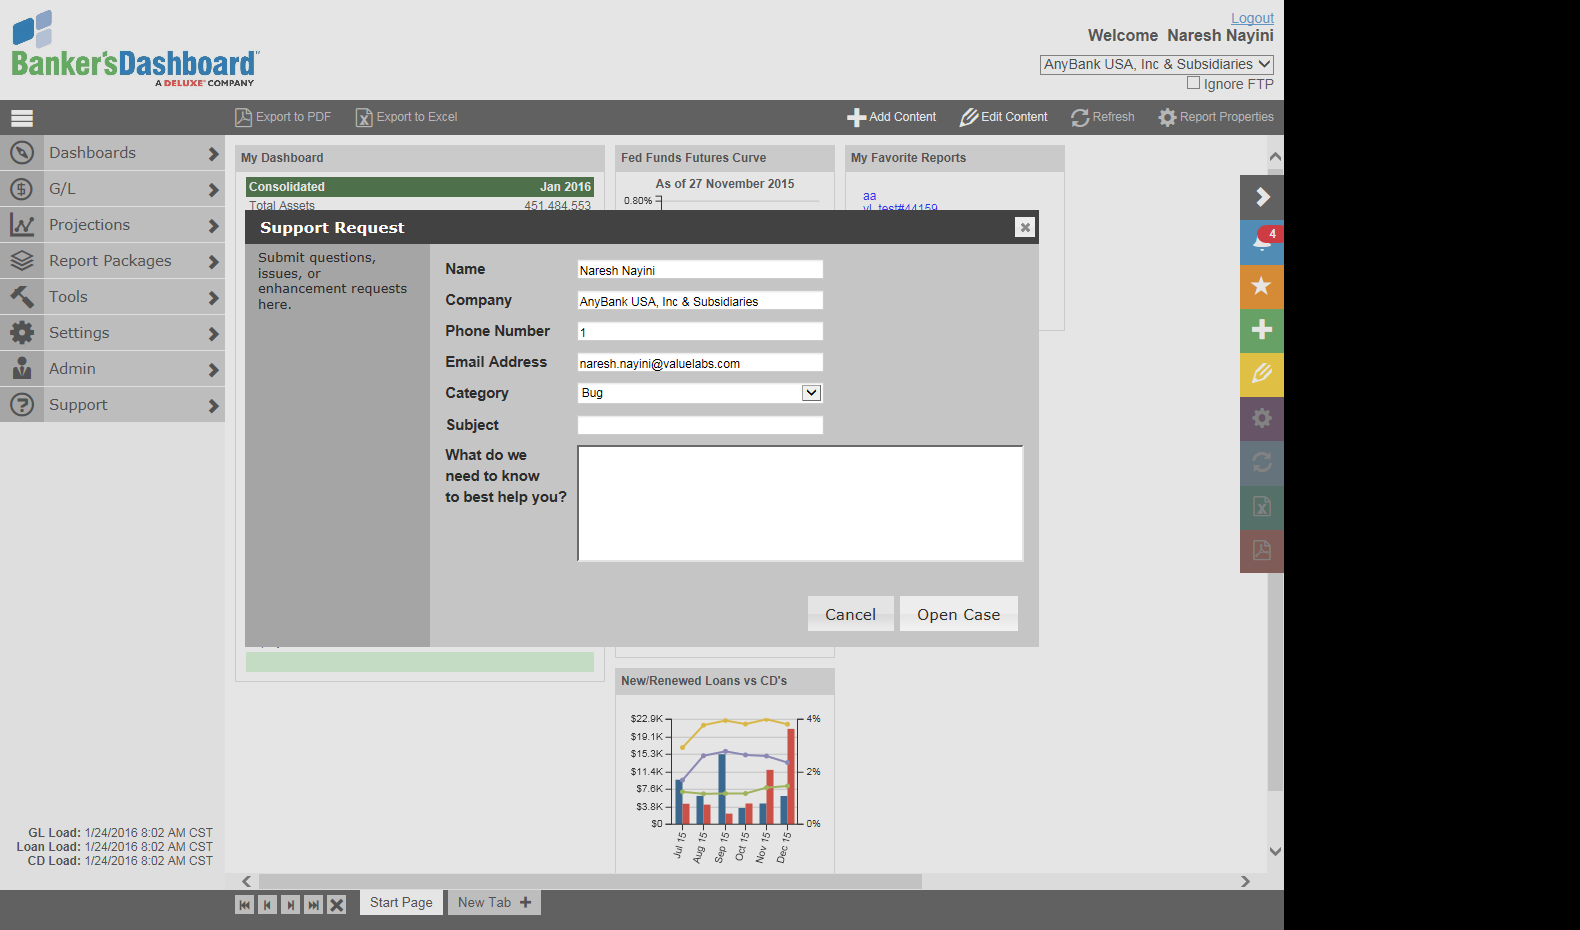 Logout
Banker'sDashboard™
A DELUXE COMPANY
Welcome Naresh Nayini
AnyBank USA, Inc & Subsidiaries
Ignore FTP
Export to PDF
Export to Excel
Add Content
Edit Content
Refresh
Report Properties
Dashboards
G/L
Projections
Report Packages
Tools
Settings
Admin
Support
My Dashboard
Consolidated Jan 2016
Total Assets 451,484,553
Fed Funds Futures Curve
As of 27 November 2015
0.80%
My Favorite Reports
aa
vl_test#44159
4
Support Request
Submit questions,
issues, or
enhancement requests
here.
Name Naresh Nayini
Company AnyBank USA, Inc & Subsidiaries
Phone Number 1
Email Address naresh.nayini@valuelabs.com
Category Bug
Subject
What do we
need to know
to best help you?
Cancel
Open Case
New/Renewed Loans vs CD's
$22.9K 4%
$19.1K
$15.3K
$11.4K 2%
$7.6K
$3.8K
$0 0%
Jul 15 Aug 15 Sep 15 Oct 15 Nov 15 Dec 15
GL Load: 1/24/2016 8:02 AM CST
Loan Load: 1/24/2016 8:02 AM CST
CD Load: 1/24/2016 8:02 AM CST
Start Page
New Tab